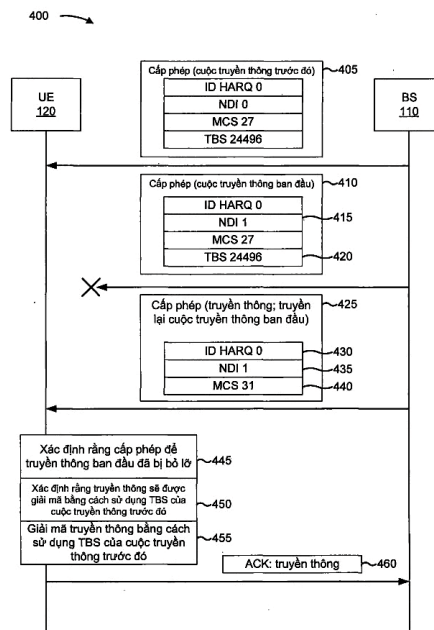 400
UE
120
BS
110
Cấp phép (cuộc truyền thông trước đó)
405
ID HARQ 0
NDI 0
MCS 27
TBS 24496
Cấp phép (cuộc truyền thông ban đầu)
410
ID HARQ 0
NDI 1
415
MCS 27
TBS 24496
420
Cấp phép (truyền thông; truyền
lại cuộc truyền thông ban đầu)
425
ID HARQ 0
430
NDI 1
435
MCS 31
440
Xác định rằng cấp phép để
truyền thông ban đầu đã bị bỏ lỡ
445
Xác định rằng truyền thông sẽ được
giải mã bằng cách sử dụng TBS của
cuộc truyền thông trước đó
450
Giải mã truyền thông bằng cách
sử dụng TBS của cuộc truyền
thông trước đó
455
ACK: truyền thông
460